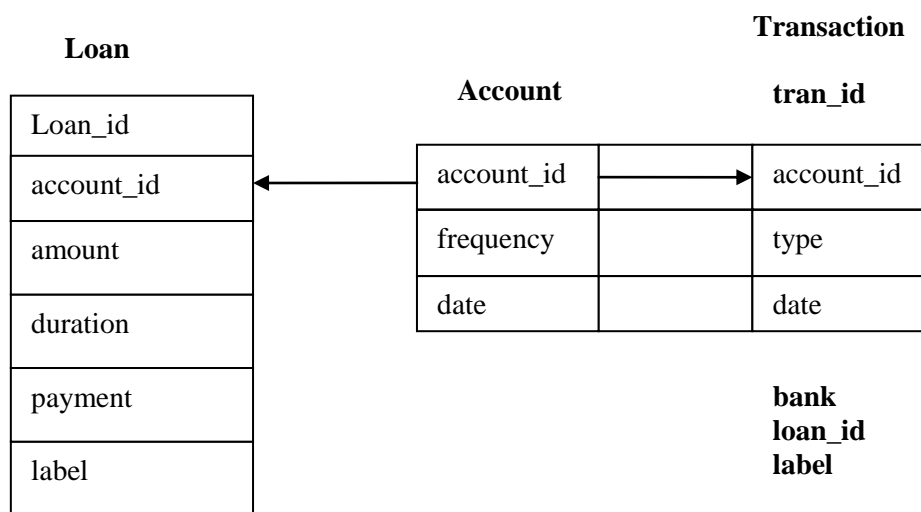 Loan
Loan_id
account_id
amount
duration
payment
label
Account
account_id
frequency
date
Transaction
tran_id
account_id
type
date
bank
loan_id
label